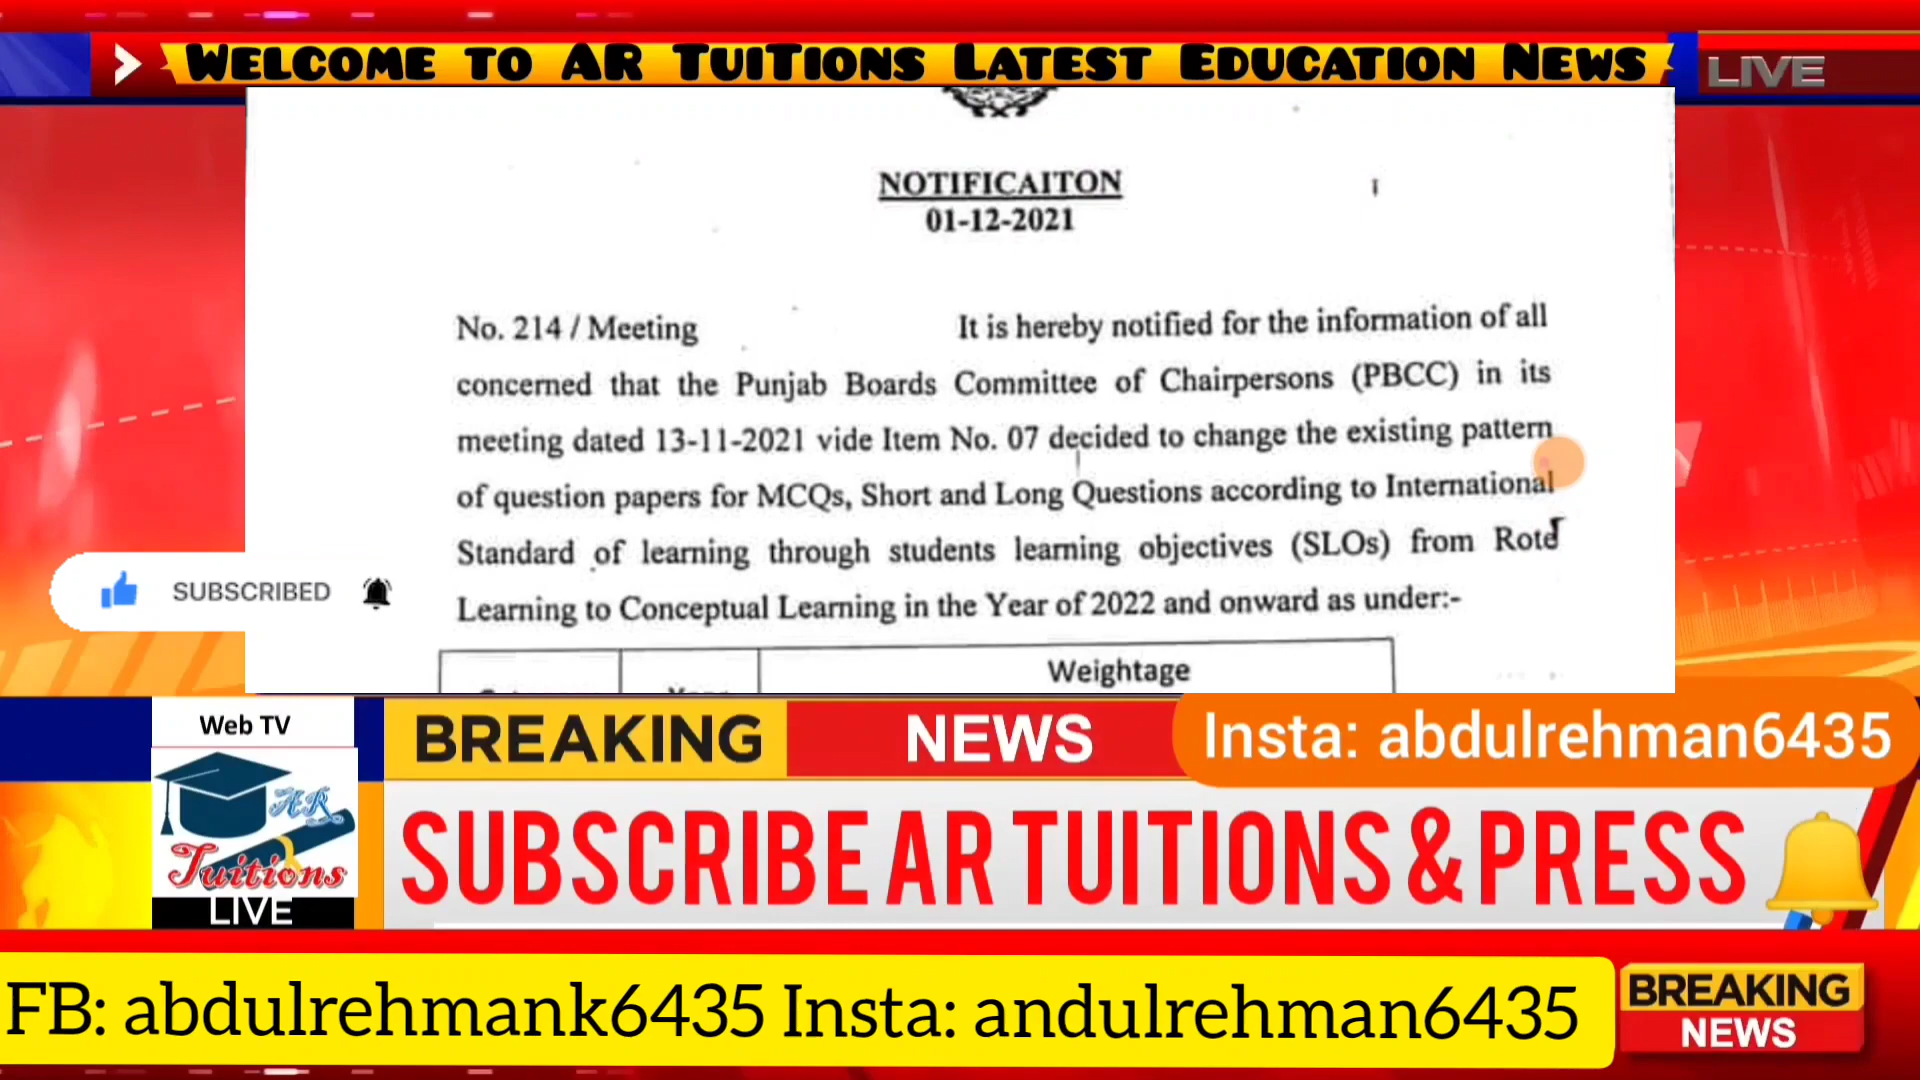 WELCOME TO AR TUITIONS LATEST EDUCATION NEWS
LIVE
NOTIFICAITON
01-12-2021
No. 214 / Meeting It is hereby notified for the information of all
concerned that the Punjab Boards Committee of Chairpersons (PBCC) in its
meeting dated 13-11-2021 vide Item No. 07 decided to change the existing pattern
of question papers for MCQs, Short and Long Questions according to International
Standard of learning through students learning objectives (SLOs) from Rote
Learning to Conceptual Learning in the Year of 2022 and onward as under:-
Weightage
SUBSCRIBED
Web TV
AR
Tuitions
LIVE
BREAKING NEWS
Insta: abdulrehman6435
SUBSCRIBE AR TUITIONS & PRESS
FB: abdulrehmank6435 Insta: andulrehman6435
BREAKING
NEWS